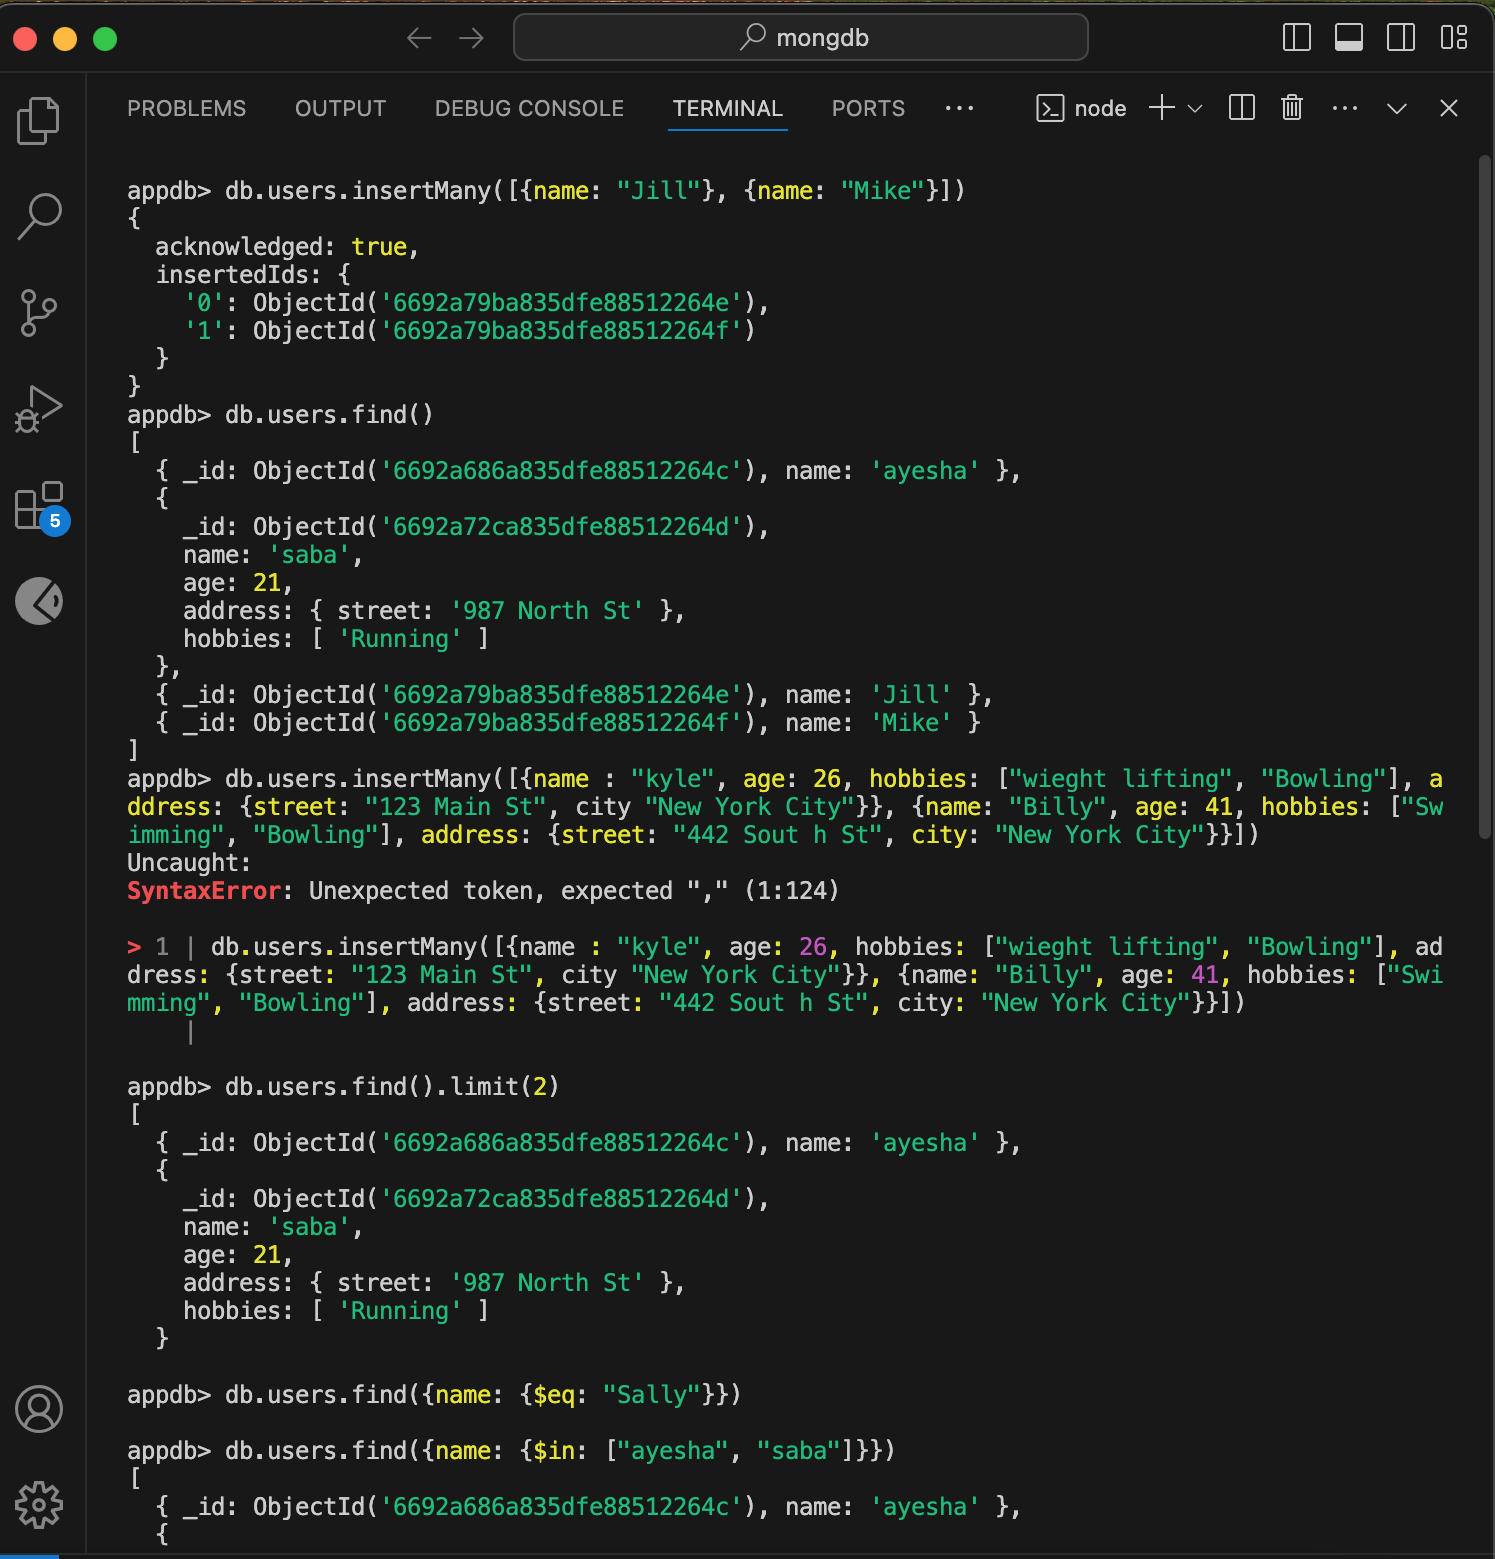 mongdb
PROBLEMS OUTPUT DEBUG CONSOLE TERMINAL PORTS ... node
appdb> db.users.insertMany([{name: "Jill"}, {name: "Mike"}])
{
  acknowledged: true,
  insertedIds: {
    '0': ObjectId('6692a79ba835dfe88512264e'),
    '1': ObjectId('6692a79ba835dfe88512264f')
  }
}
appdb> db.users.find()
[
  { _id: ObjectId('6692a686a835dfe88512264c'), name: 'ayesha' },
  {
    _id: ObjectId('6692a72ca835dfe88512264d'),
    name: 'saba',
    age: 21,
    address: { street: '987 North St' },
    hobbies: [ 'Running' ]
  },
  { _id: ObjectId('6692a79ba835dfe88512264e'), name: 'Jill' },
  { _id: ObjectId('6692a79ba835dfe88512264f'), name: 'Mike' }
]
appdb> db.users.insertMany([{name : "kyle", age: 26, hobbies: ["wieght lifting", "Bowling"], a
ddress: {street: "123 Main St", city "New York City"}}, {name: "Billy", age: 41, hobbies: ["Sw
imming", "Bowling"], address: {street: "442 Sout h St", city: "New York City"}}])
Uncaught:
SyntaxError: Unexpected token, expected "," (1:124)
> 1 | db.users.insertMany([{name : "kyle", age: 26, hobbies: ["wieght lifting", "Bowling"], ad
dress: {street: "123 Main St", city "New York City"}}, {name: "Billy", age: 41, hobbies: ["Swi
mming", "Bowling"], address: {street: "442 Sout h St", city: "New York City"}}])
    |
appdb> db.users.find().limit(2)
[
  { _id: ObjectId('6692a686a835dfe88512264c'), name: 'ayesha' },
  {
    _id: ObjectId('6692a72ca835dfe88512264d'),
    name: 'saba',
    age: 21,
    address: { street: '987 North St' },
    hobbies: [ 'Running' ]
  }
appdb> db.users.find({name: {$eq: "Sally"}})
appdb> db.users.find({name: {$in: ["ayesha", "saba"]}})
[
  { _id: ObjectId('6692a686a835dfe88512264c'), name: 'ayesha' },
  {
5